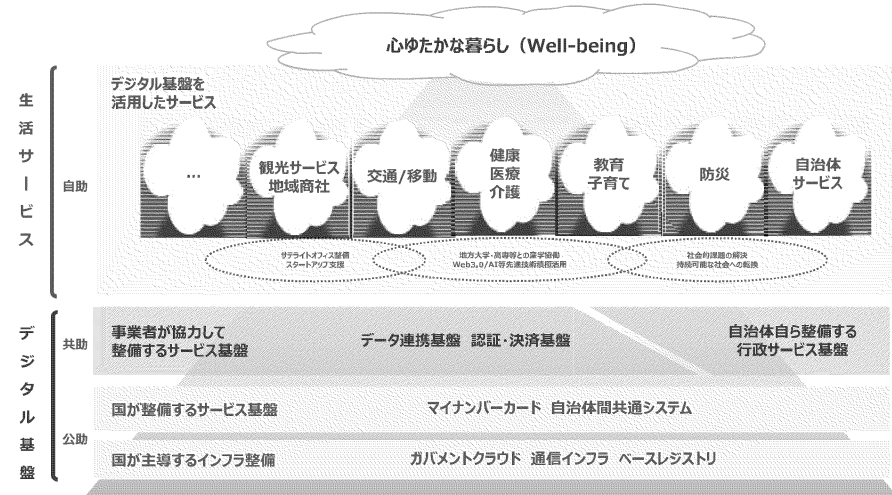 心ゆたかな暮らし（Well-being）
生活サービス
デジタル基盤を
活用したサービス
自助
…
観光サービス
地域商社
交通/移動
健康
医療
介護
教育
子育て
防災
自治体
サービス
サテライトオフィス整備
スタートアップ支援
地方大学・高専等との産学協働
Web3.0/AI等先進技術積極活用
社会的課題の解決
持続可能な社会への転換
デジタル基盤
共助
事業者が協力して
整備するサービス基盤
データ連携基盤 認証・決済基盤
自治体自ら整備する
行政サービス基盤
公助
国が整備するサービス基盤
マイナンバーカード 自治体間共通システム
国が主導するインフラ整備
ガバメントクラウド 通信インフラ ベースレジストリ